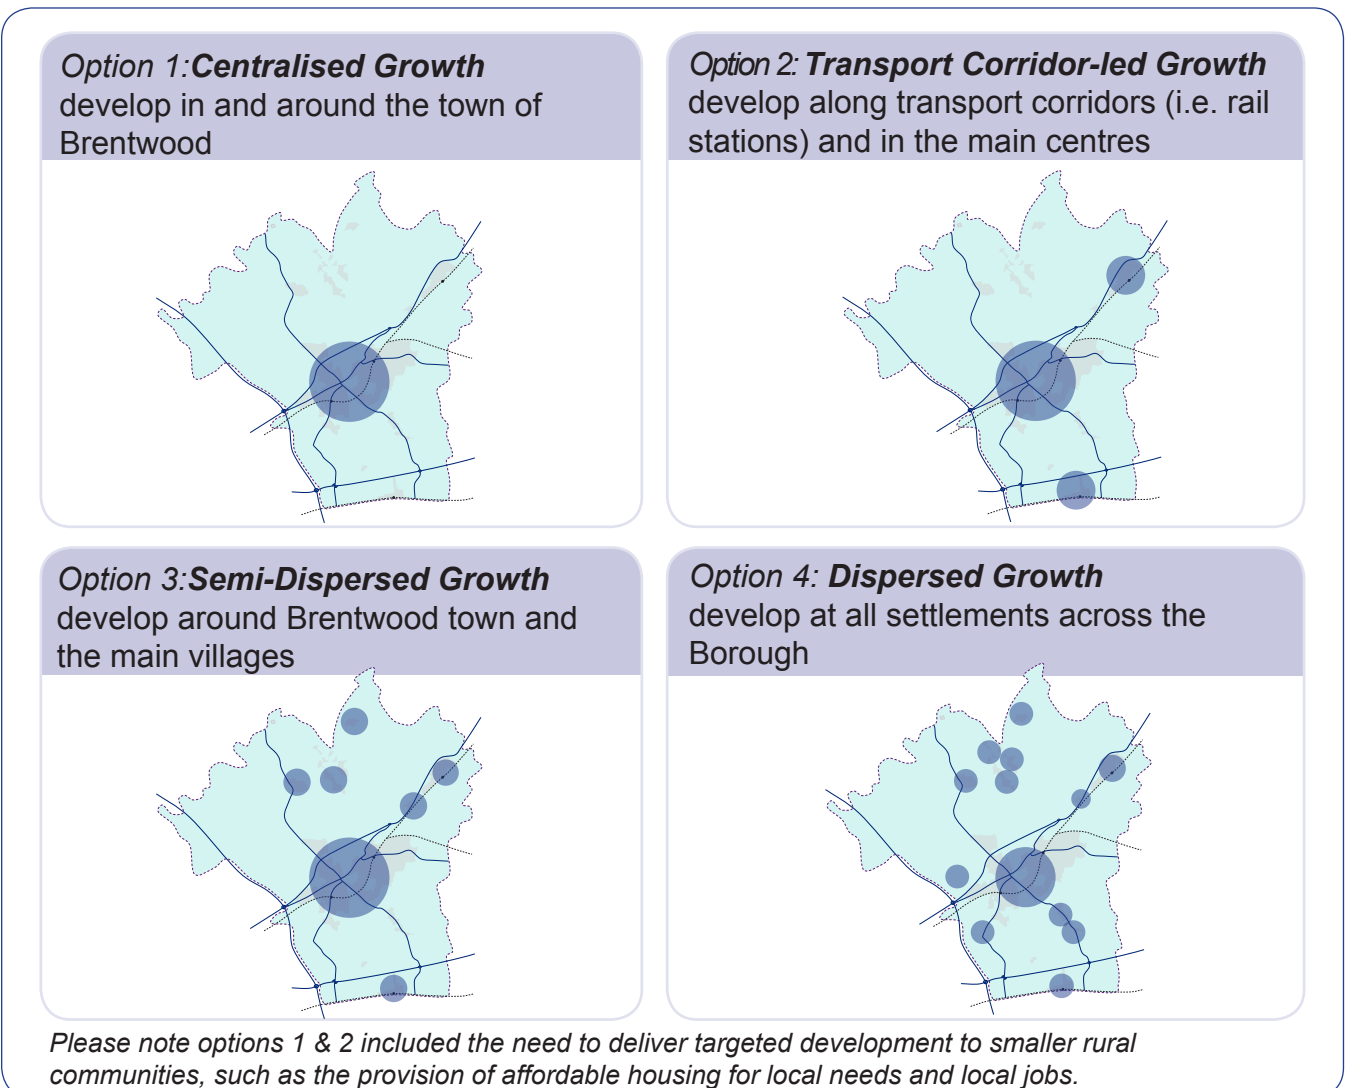 Option 1:Centralised Growth
develop in and around the town of
Brentwood
Option 2: Transport Corridor-led Growth
develop along transport corridors (i.e. rail
stations) and in the main centres
Option 3:Semi-Dispersed Growth
develop around Brentwood town and
the main villages
Option 4: Dispersed Growth
develop at all settlements across the
Borough
Please note options 1 & 2 included the need to deliver targeted development to smaller rural
communities, such as the provision of affordable housing for local needs and local jobs.